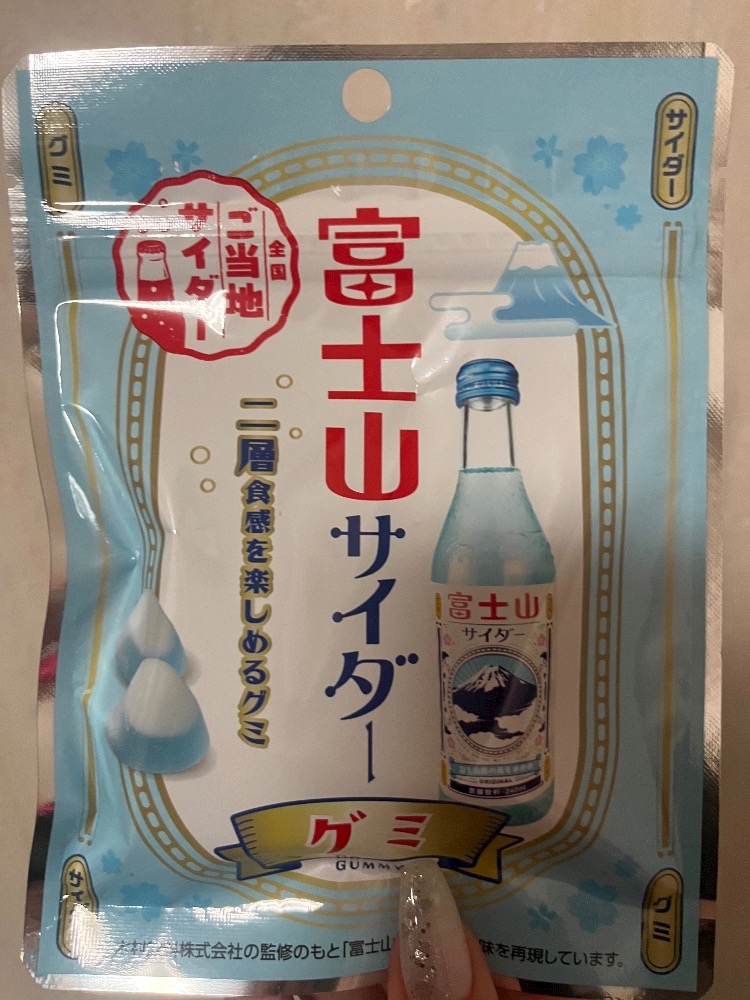 グミ
サイダー
全国
ご当地
サイダー
富士山
サイダー
二層食感を楽しめるグミ
富士山
サイダー
ORIGINAL
グミ
GUMMY
グミ
株式会社の監修のもと「富士山
味を再現しています。